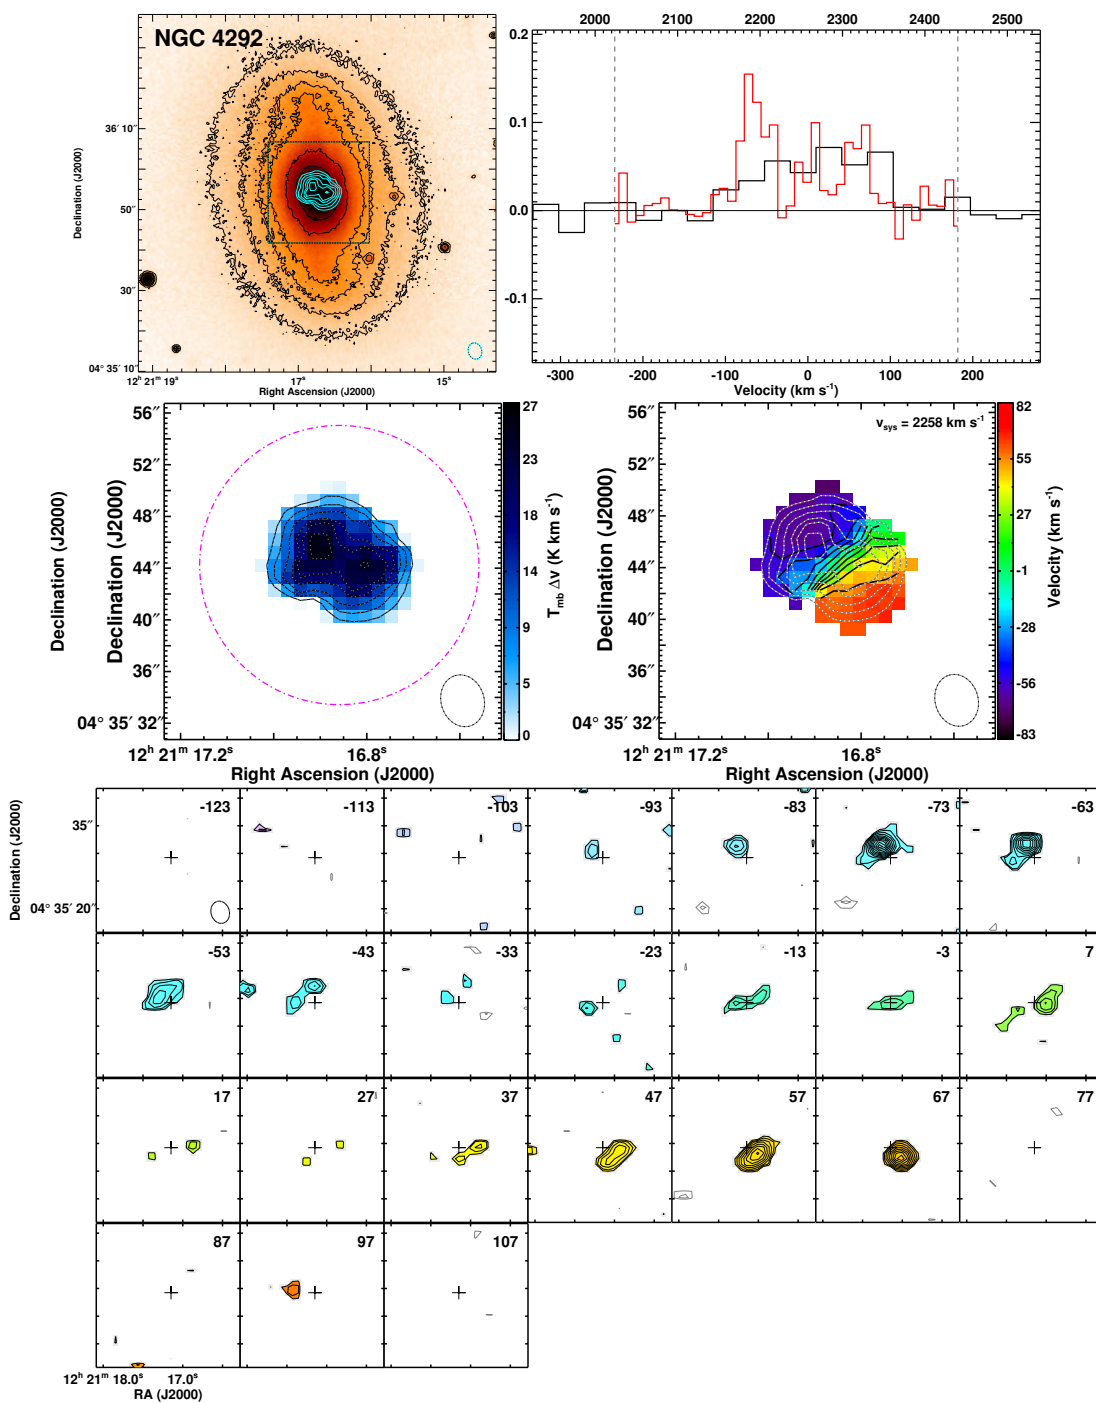 NGC 4292
36′ 10″
50″
30″
04° 35′ 10″
12ʰ 21ᵐ 19ˢ
17ˢ
15ˢ
Right Ascension (J2000)
Declination (J2000)
2000 2100 2200 2300 2400 2500
0.2
0.1
0.0
-0.1
-300 -200 -100 0 100 200
Velocity (km s⁻¹)
56″
52″
48″
44″
40″
36″
04° 35′ 32″
12ʰ 21ᵐ 17.2ˢ
16.8ˢ
Right Ascension (J2000)
Declination (J2000)
Declination (J2000)
27
23
18
14
9
5
0
T_mb Δv (K km s⁻¹)
v_sys = 2258 km s⁻¹
56″
52″
48″
44″
40″
36″
04° 35′ 32″
12ʰ 21ᵐ 17.2ˢ
16.8ˢ
Right Ascension (J2000)
Declination (J2000)
82
55
27
-1
-28
-56
-83
Velocity (km s⁻¹)
-123 -113 -103 -93 -83 -73 -63
35″
04° 35′ 20″
Declination (J2000)
-53 -43 -33 -23 -13 -3 7
17 27 37 47 57 67 77
87 97 107
12ʰ 21ᵐ 18.0ˢ
17.0ˢ
RA (J2000)